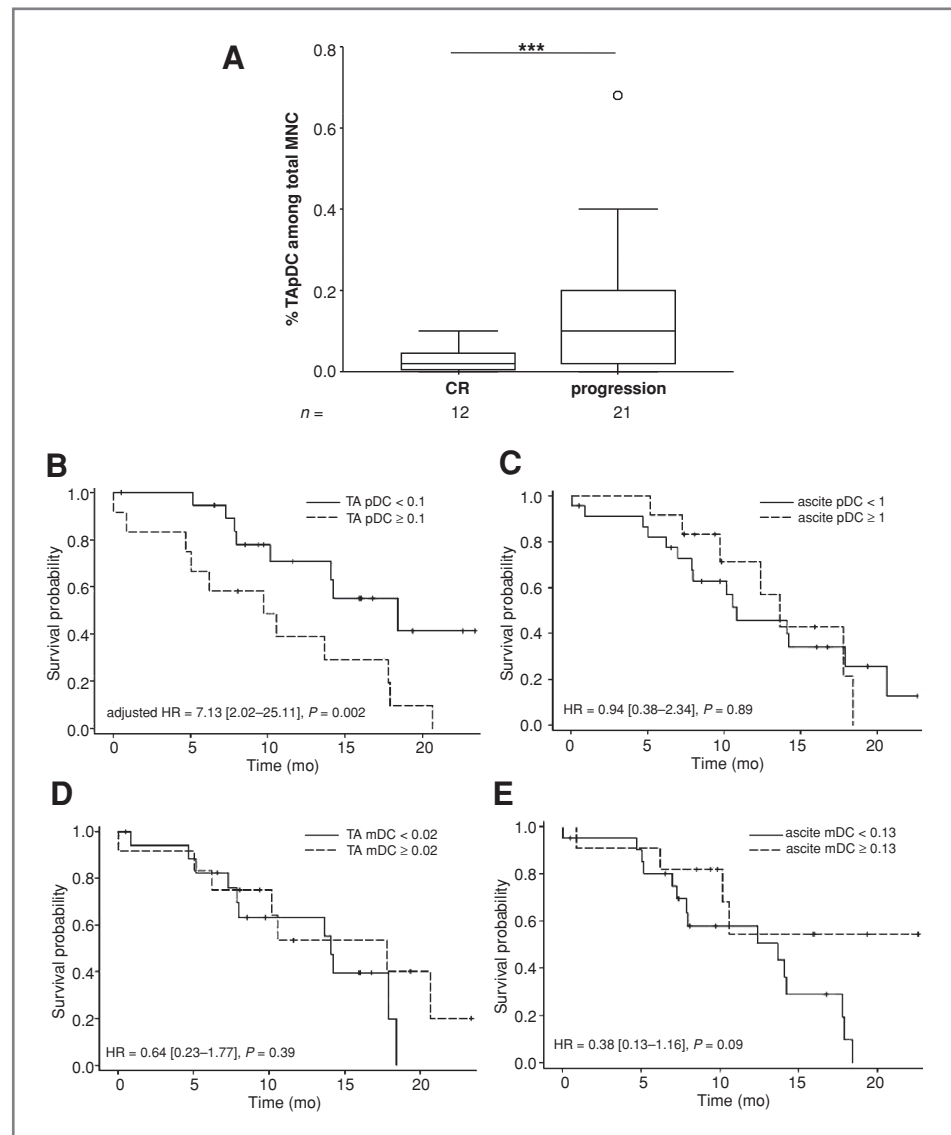 A
% TApDC among total MNC
0.8
0.6
0.4
0.2
0.0
***
CR
progression
n =
12
21
B
Survival probability
1.0
0.8
0.6
0.4
0.2
0.0
TA pDC < 0.1
TA pDC ≥ 0.1
adjusted HR = 7.13 [2.02–25.11], P = 0.002
0
5
10
15
20
Time (mo)
C
Survival probability
1.0
0.8
0.6
0.4
0.2
0.0
ascite pDC < 1
ascite pDC ≥ 1
HR = 0.94 [0.38–2.34], P = 0.89
0
5
10
15
20
Time (mo)
D
Survival probability
1.0
0.8
0.6
0.4
0.2
0.0
TA mDC < 0.02
TA mDC ≥ 0.02
HR = 0.64 [0.23–1.77], P = 0.39
0
5
10
15
20
Time (mo)
E
Survival probability
1.0
0.8
0.6
0.4
0.2
0.0
ascite mDC < 0.13
ascite mDC ≥ 0.13
HR = 0.38 [0.13–1.16], P = 0.09
0
5
10
15
20
Time (mo)